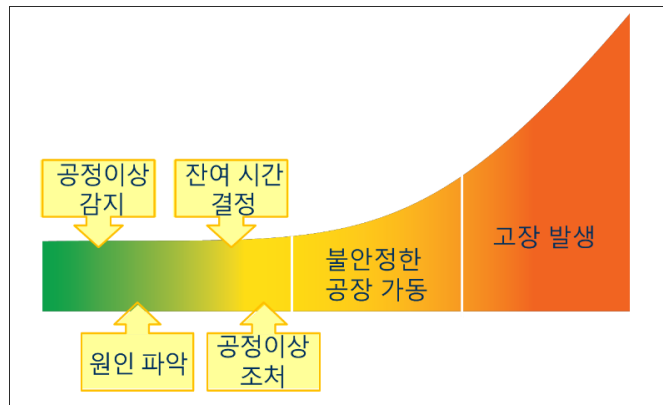 공정이상
감지
잔여 시간
결정
원인 파악
공정이상
조처
불안정한
공장 가동
고장 발생